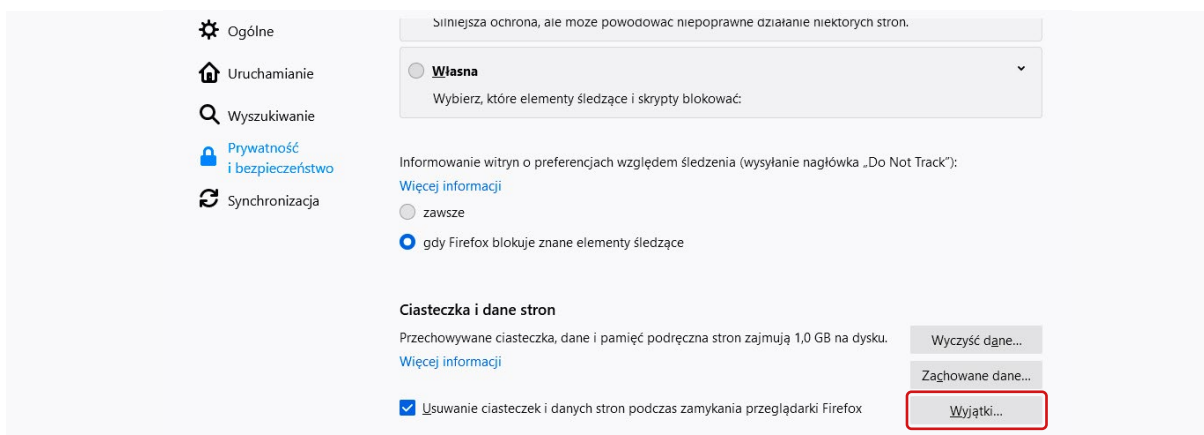 Silniejsza ochrona, ale może powodować niepoprawne działanie niektórych stron.
Ogólne
Uruchamianie
Wyszukiwanie
Prywatność
i bezpieczeństwo
Synchronizacja
Własna
Wybierz, które elementy śledzące i skrypty blokować:
Informowanie witryn o preferencjach względem śledzenia (wysyłanie nagłówka „Do Not Track”):
Więcej informacji
zawsze
gdy Firefox blokuje znane elementy śledzące
Ciasteczka i dane stron
Przechowywane ciasteczka, dane i pamięć podręczna stron zajmują 1,0 GB na dysku.
Wyczyść dane...
Więcej informacji
Zachowane dane...
Usuwanie ciasteczek i danych stron podczas zamykania przeglądarki Firefox
Wyjątki...